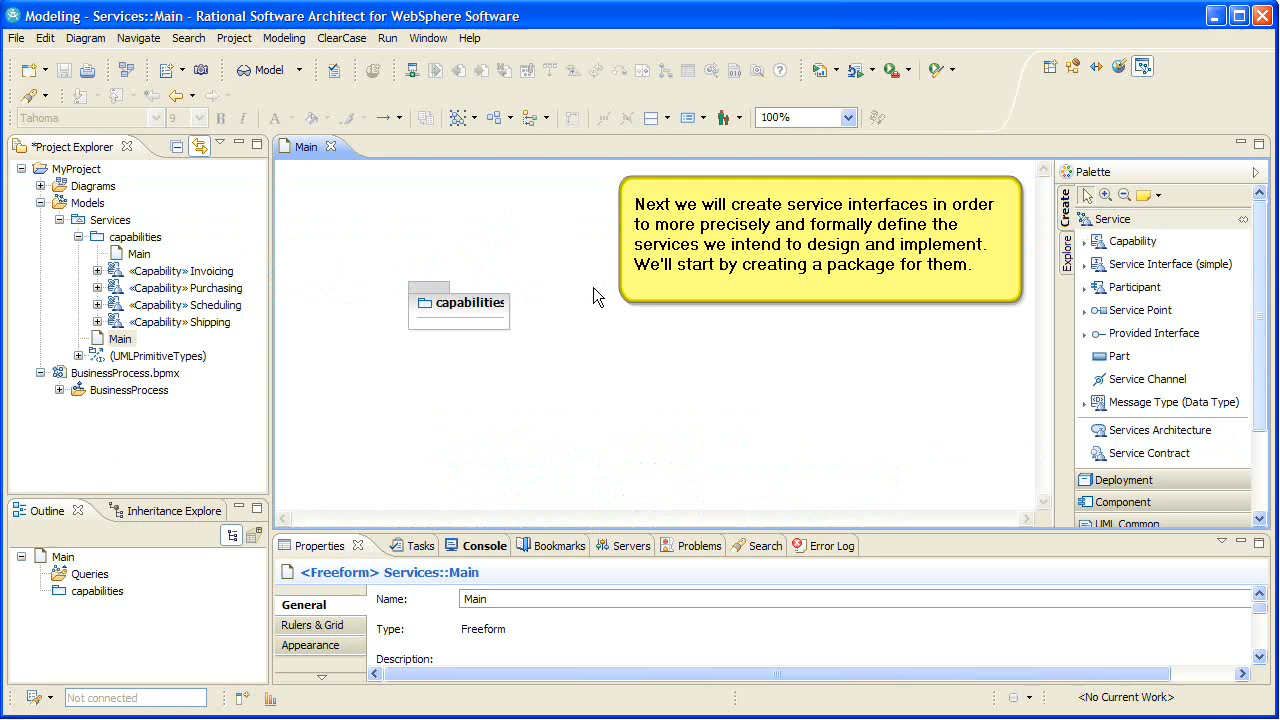 Modeling - Services::Main - Rational Software Architect for WebSphere Software
File Edit Diagram Navigate Search Project Modeling ClearCase Run Window Help
Model
Tahoma 9 B I A 100%
*Project Explorer
MyProject
Diagrams
Models
Services
capabilities
Main
«Capability» Invoicing
«Capability» Purchasing
«Capability» Scheduling
«Capability» Shipping
Main
(UMLPrimitiveTypes)
BusinessProcess.bpmx
BusinessProcess
Main
capabilities
Next we will create service interfaces in order
to more precisely and formally define the
services we intend to design and implement.
We'll start by creating a package for them.
Palette
Create
Explore
Service
Capability
Service Interface (simple)
Participant
Service Point
Provided Interface
Part
Service Channel
Message Type (Data Type)
Services Architecture
Service Contract
Deployment
Component
UML Common
Outline Inheritance Explore
Main
Queries
capabilities
Properties Tasks Console Bookmarks Servers Problems Search Error Log
<Freeform> Services::Main
General
Rulers & Grid
Appearance
Name: Main
Type: Freeform
Description:
Not connected
<No Current Work>